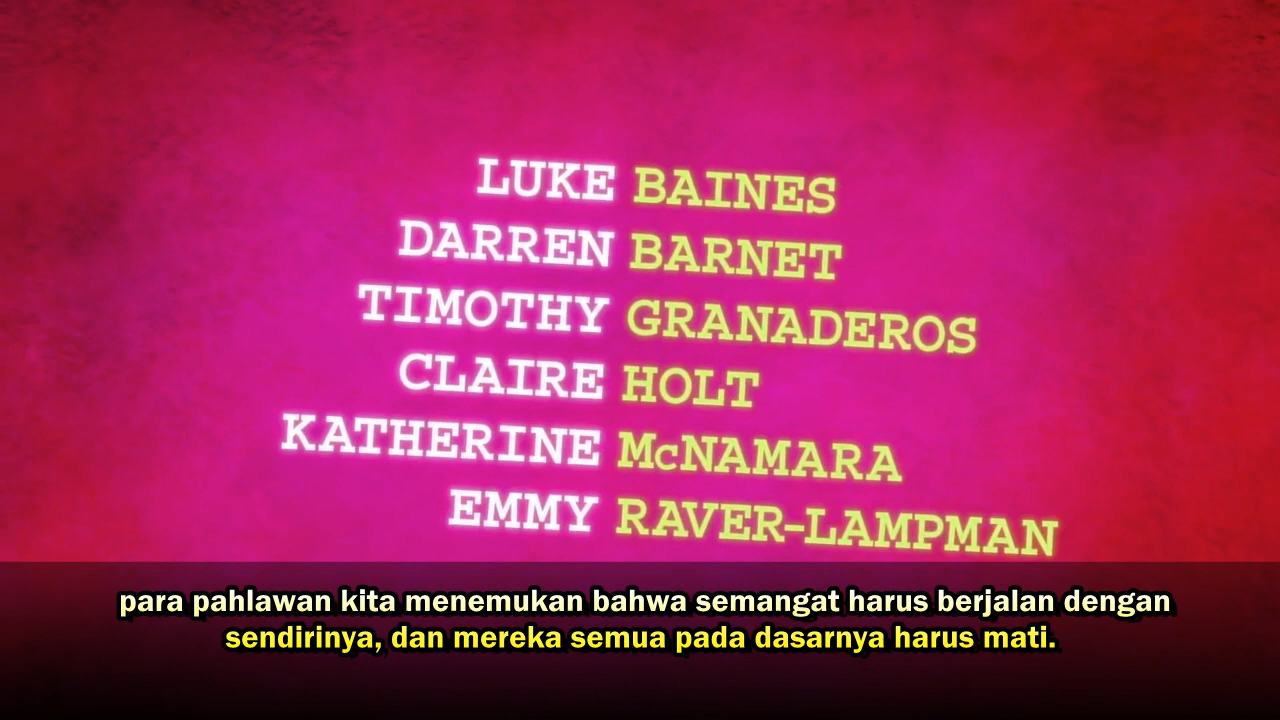 LUKE BAINES
DARREN BARNET
TIMOTHY GRANADEROS
CLAIRE HOLT
KATHERINE McNAMARA
EMMY RAVER-LAMPMAN
para pahlawan kita menemukan bahwa semangat harus berjalan dengan
sendirinya, dan mereka semua pada dasarnya harus mati.